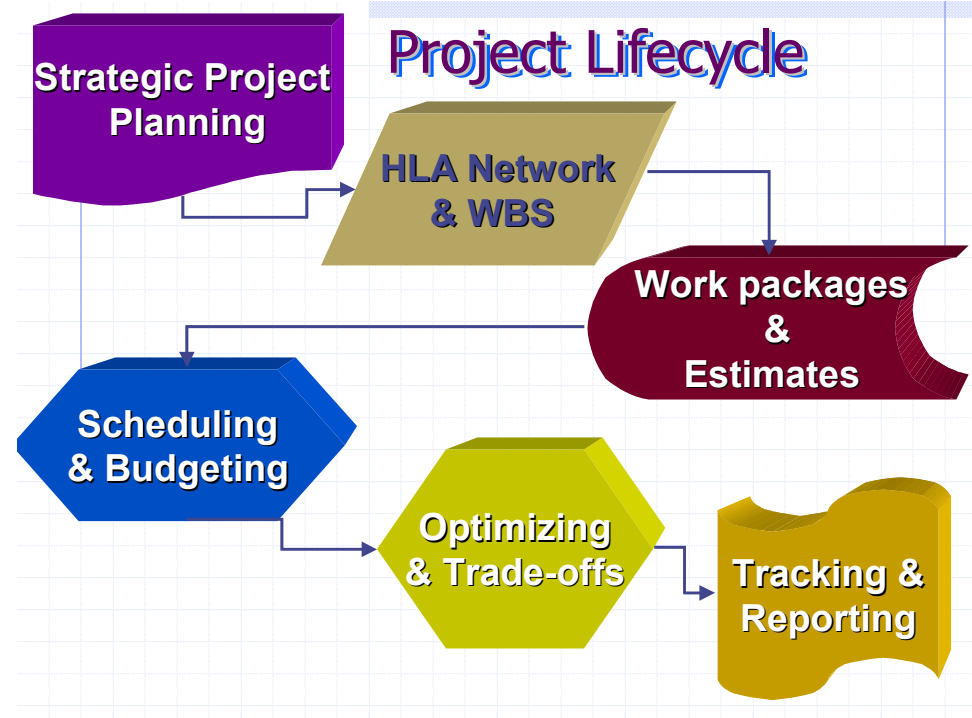 Project Lifecycle
Strategic Project
Planning
HLA Network
& WBS
Work packages
&
Estimates
Scheduling
& Budgeting
Optimizing
& Trade-offs
Tracking &
Reporting